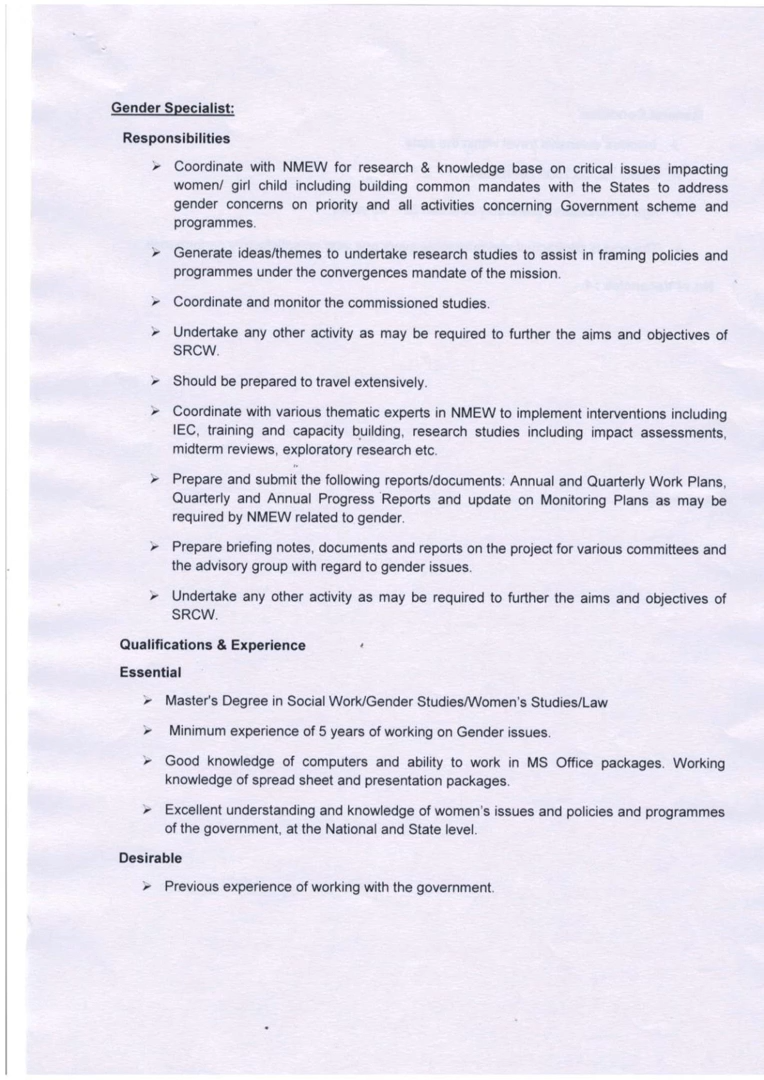 Gender Specialist:
Responsibilities
➢ Coordinate with NMEW for research & knowledge base on critical issues impacting
women/ girl child including building common mandates with the States to address
gender concerns on priority and all activities concerning Government scheme and
programmes.
➢ Generate ideas/themes to undertake research studies to assist in framing policies and
programmes under the convergences mandate of the mission.
➢ Coordinate and monitor the commissioned studies.
➢ Undertake any other activity as may be required to further the aims and objectives of
SRCW.
➢ Should be prepared to travel extensively.
➢ Coordinate with various thematic experts in NMEW to implement interventions including
IEC, training and capacity building, research studies including impact assessments,
midterm reviews, exploratory research etc.
➢ Prepare and submit the following reports/documents: Annual and Quarterly Work Plans,
Quarterly and Annual Progress Reports and update on Monitoring Plans as may be
required by NMEW related to gender.
➢ Prepare briefing notes, documents and reports on the project for various committees and
the advisory group with regard to gender issues.
➢ Undertake any other activity as may be required to further the aims and objectives of
SRCW.
Qualifications & Experience
Essential
➢ Master's Degree in Social Work/Gender Studies/Women's Studies/Law
➢ Minimum experience of 5 years of working on Gender issues.
➢ Good knowledge of computers and ability to work in MS Office packages. Working
knowledge of spread sheet and presentation packages.
➢ Excellent understanding and knowledge of women's issues and policies and programmes
of the government, at the National and State level.
Desirable
➢ Previous experience of working with the government.